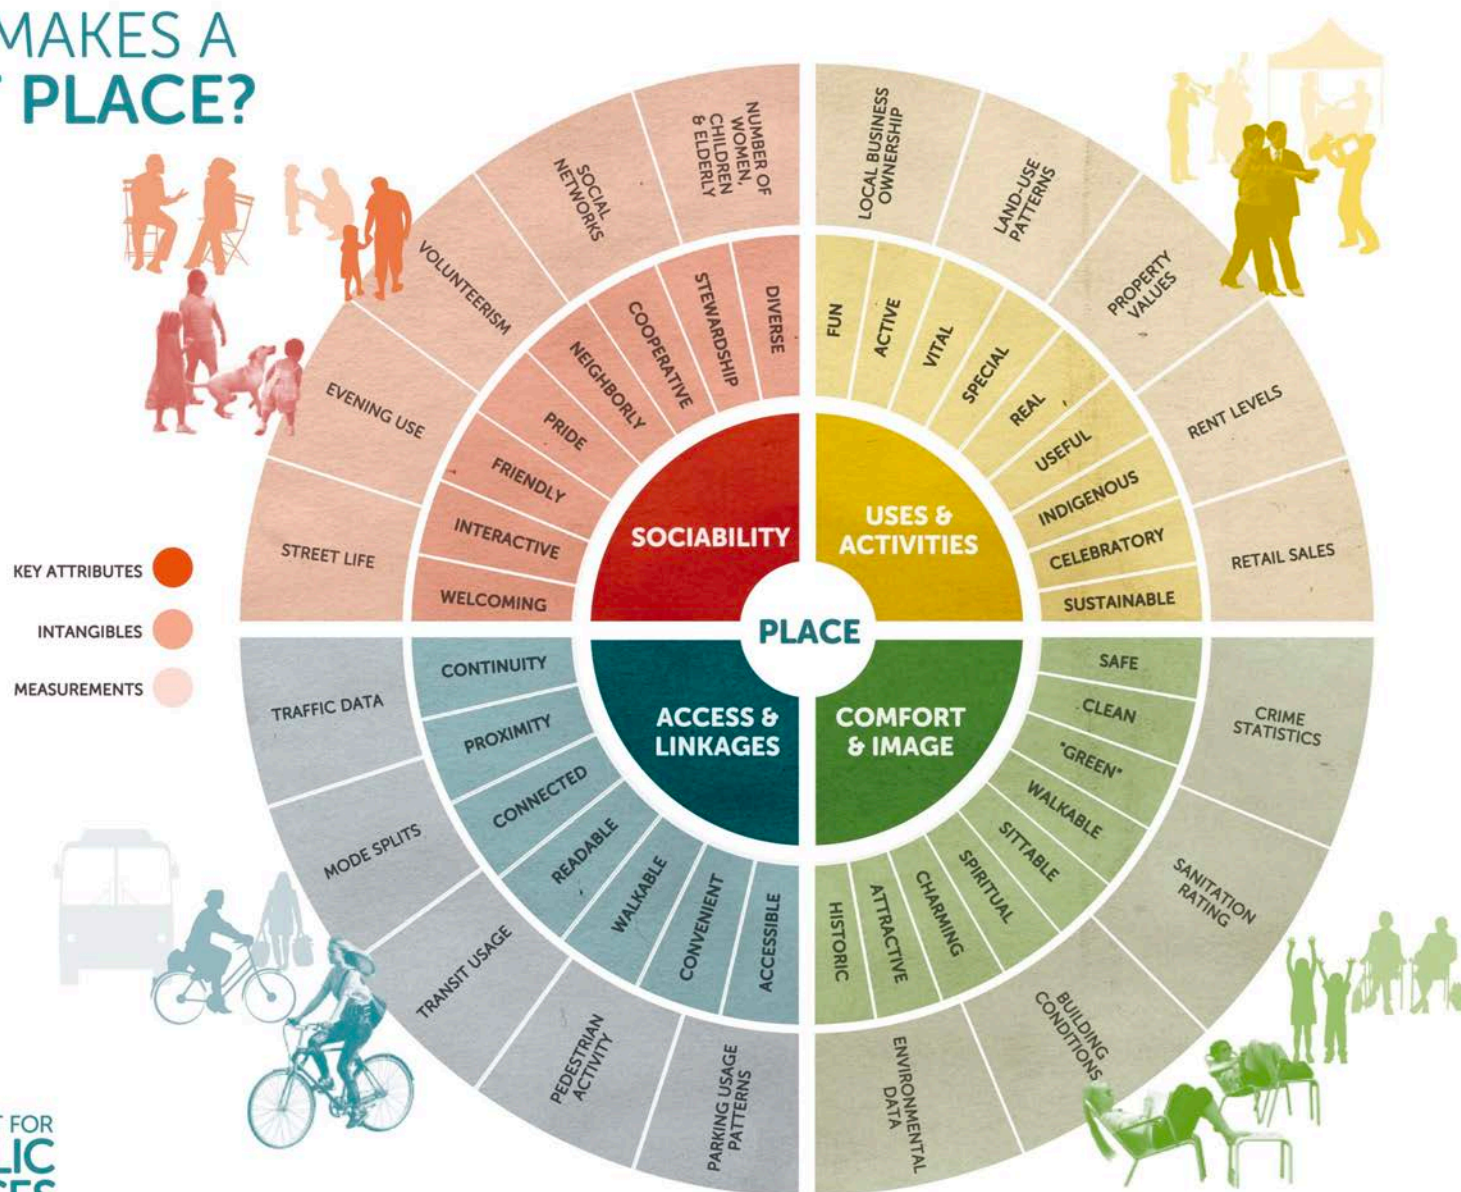 MAKES A
PLACE?
KEY ATTRIBUTES
INTANGIBLES
MEASUREMENTS
PLACE
SOCIABILITY
USES &
ACTIVITIES
ACCESS &
LINKAGES
COMFORT
& IMAGE
WELCOMING
INTERACTIVE
FRIENDLY
PRIDE
NEIGHBORLY
COOPERATIVE
STEWARDSHIP
DIVERSE
STREET LIFE
EVENING USE
VOLUNTEERISM
SOCIAL
NETWORKS
NUMBER OF
WOMEN,
CHILDREN
& ELDERLY
FUN
ACTIVE
VITAL
SPECIAL
REAL
USEFUL
INDIGENOUS
CELEBRATORY
SUSTAINABLE
LOCAL BUSINESS
OWNERSHIP
LAND-USE
PATTERNS
PROPERTY
VALUES
RENT LEVELS
RETAIL SALES
SAFE
CLEAN
"GREEN"
WALKABLE
SITTABLE
SPIRITUAL
CHARMING
ATTRACTIVE
HISTORIC
CRIME
STATISTICS
SANITATION
RATING
BUILDING
CONDITIONS
ENVIRONMENTAL
DATA
CONTINUITY
PROXIMITY
CONNECTED
READABLE
WALKABLE
CONVENIENT
ACCESSIBLE
TRAFFIC DATA
MODE SPLITS
TRANSIT USAGE
PEDESTRIAN
ACTIVITY
PARKING USAGE
PATTERNS
T FOR
LIC